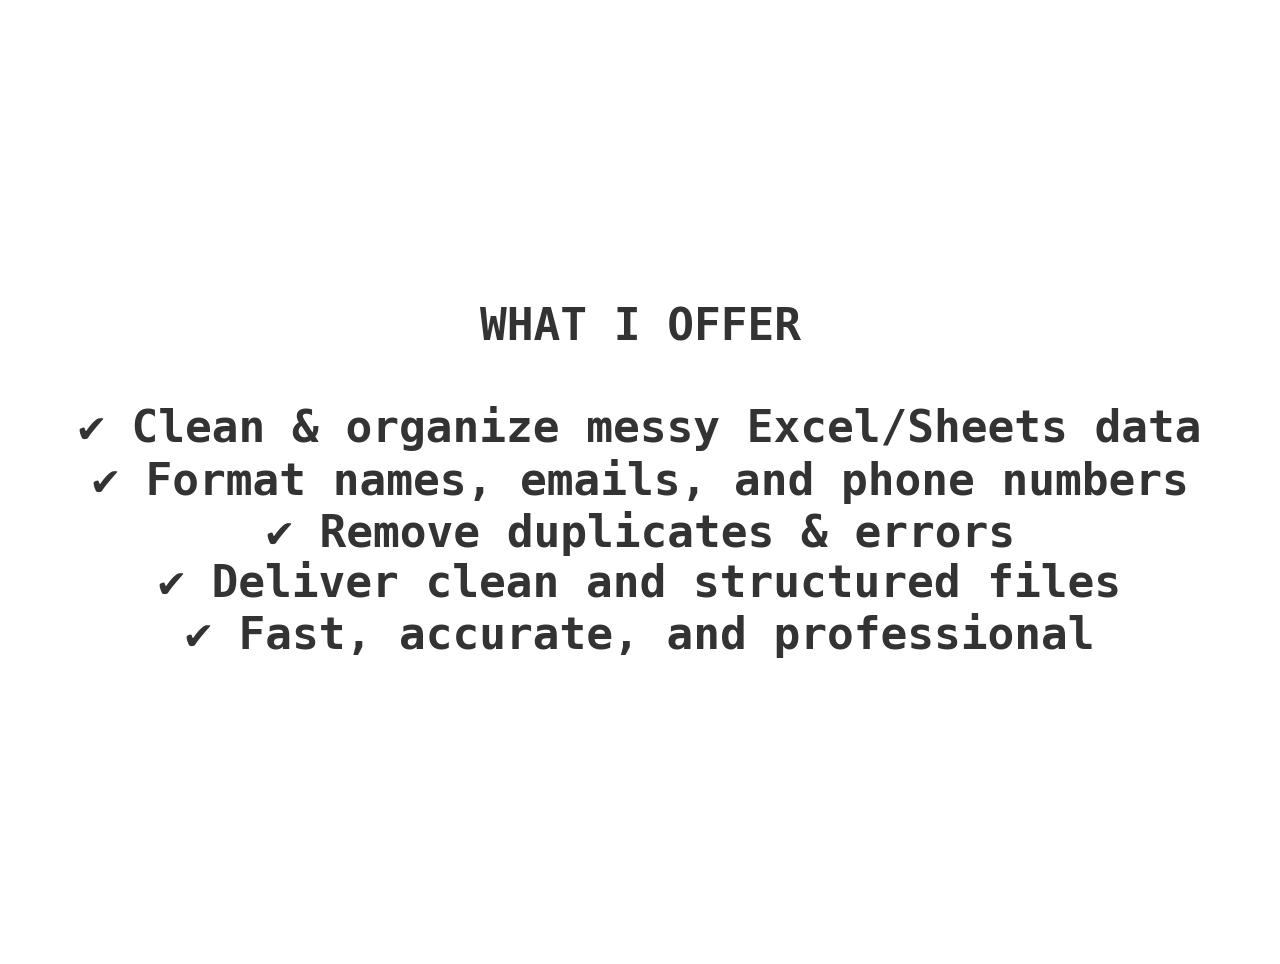 WHAT I OFFER
✔ Clean & organize messy Excel/Sheets data
✔ Format names, emails, and phone numbers
✔ Remove duplicates & errors
✔ Deliver clean and structured files
✔ Fast, accurate, and professional